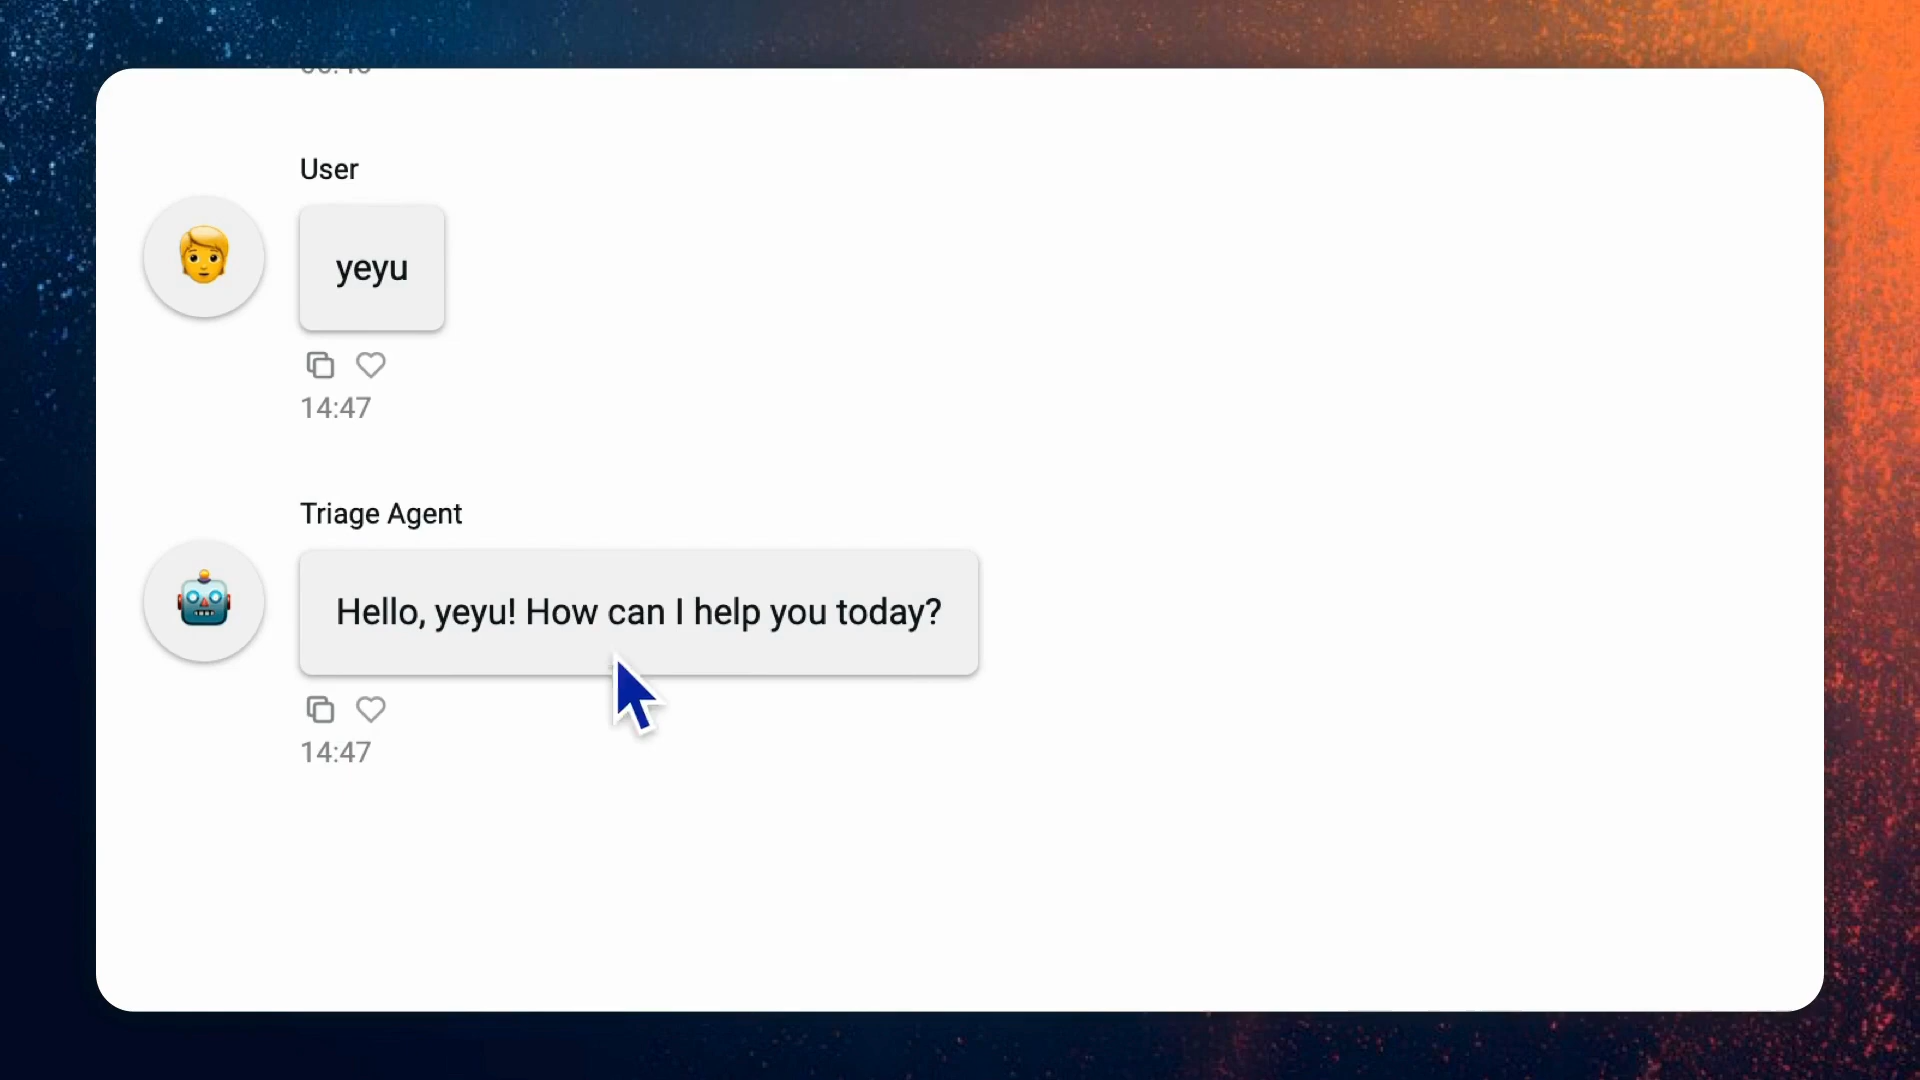 User
yeyu
14:47
Triage Agent
Hello, yeyu! How can I help you today?
14:47